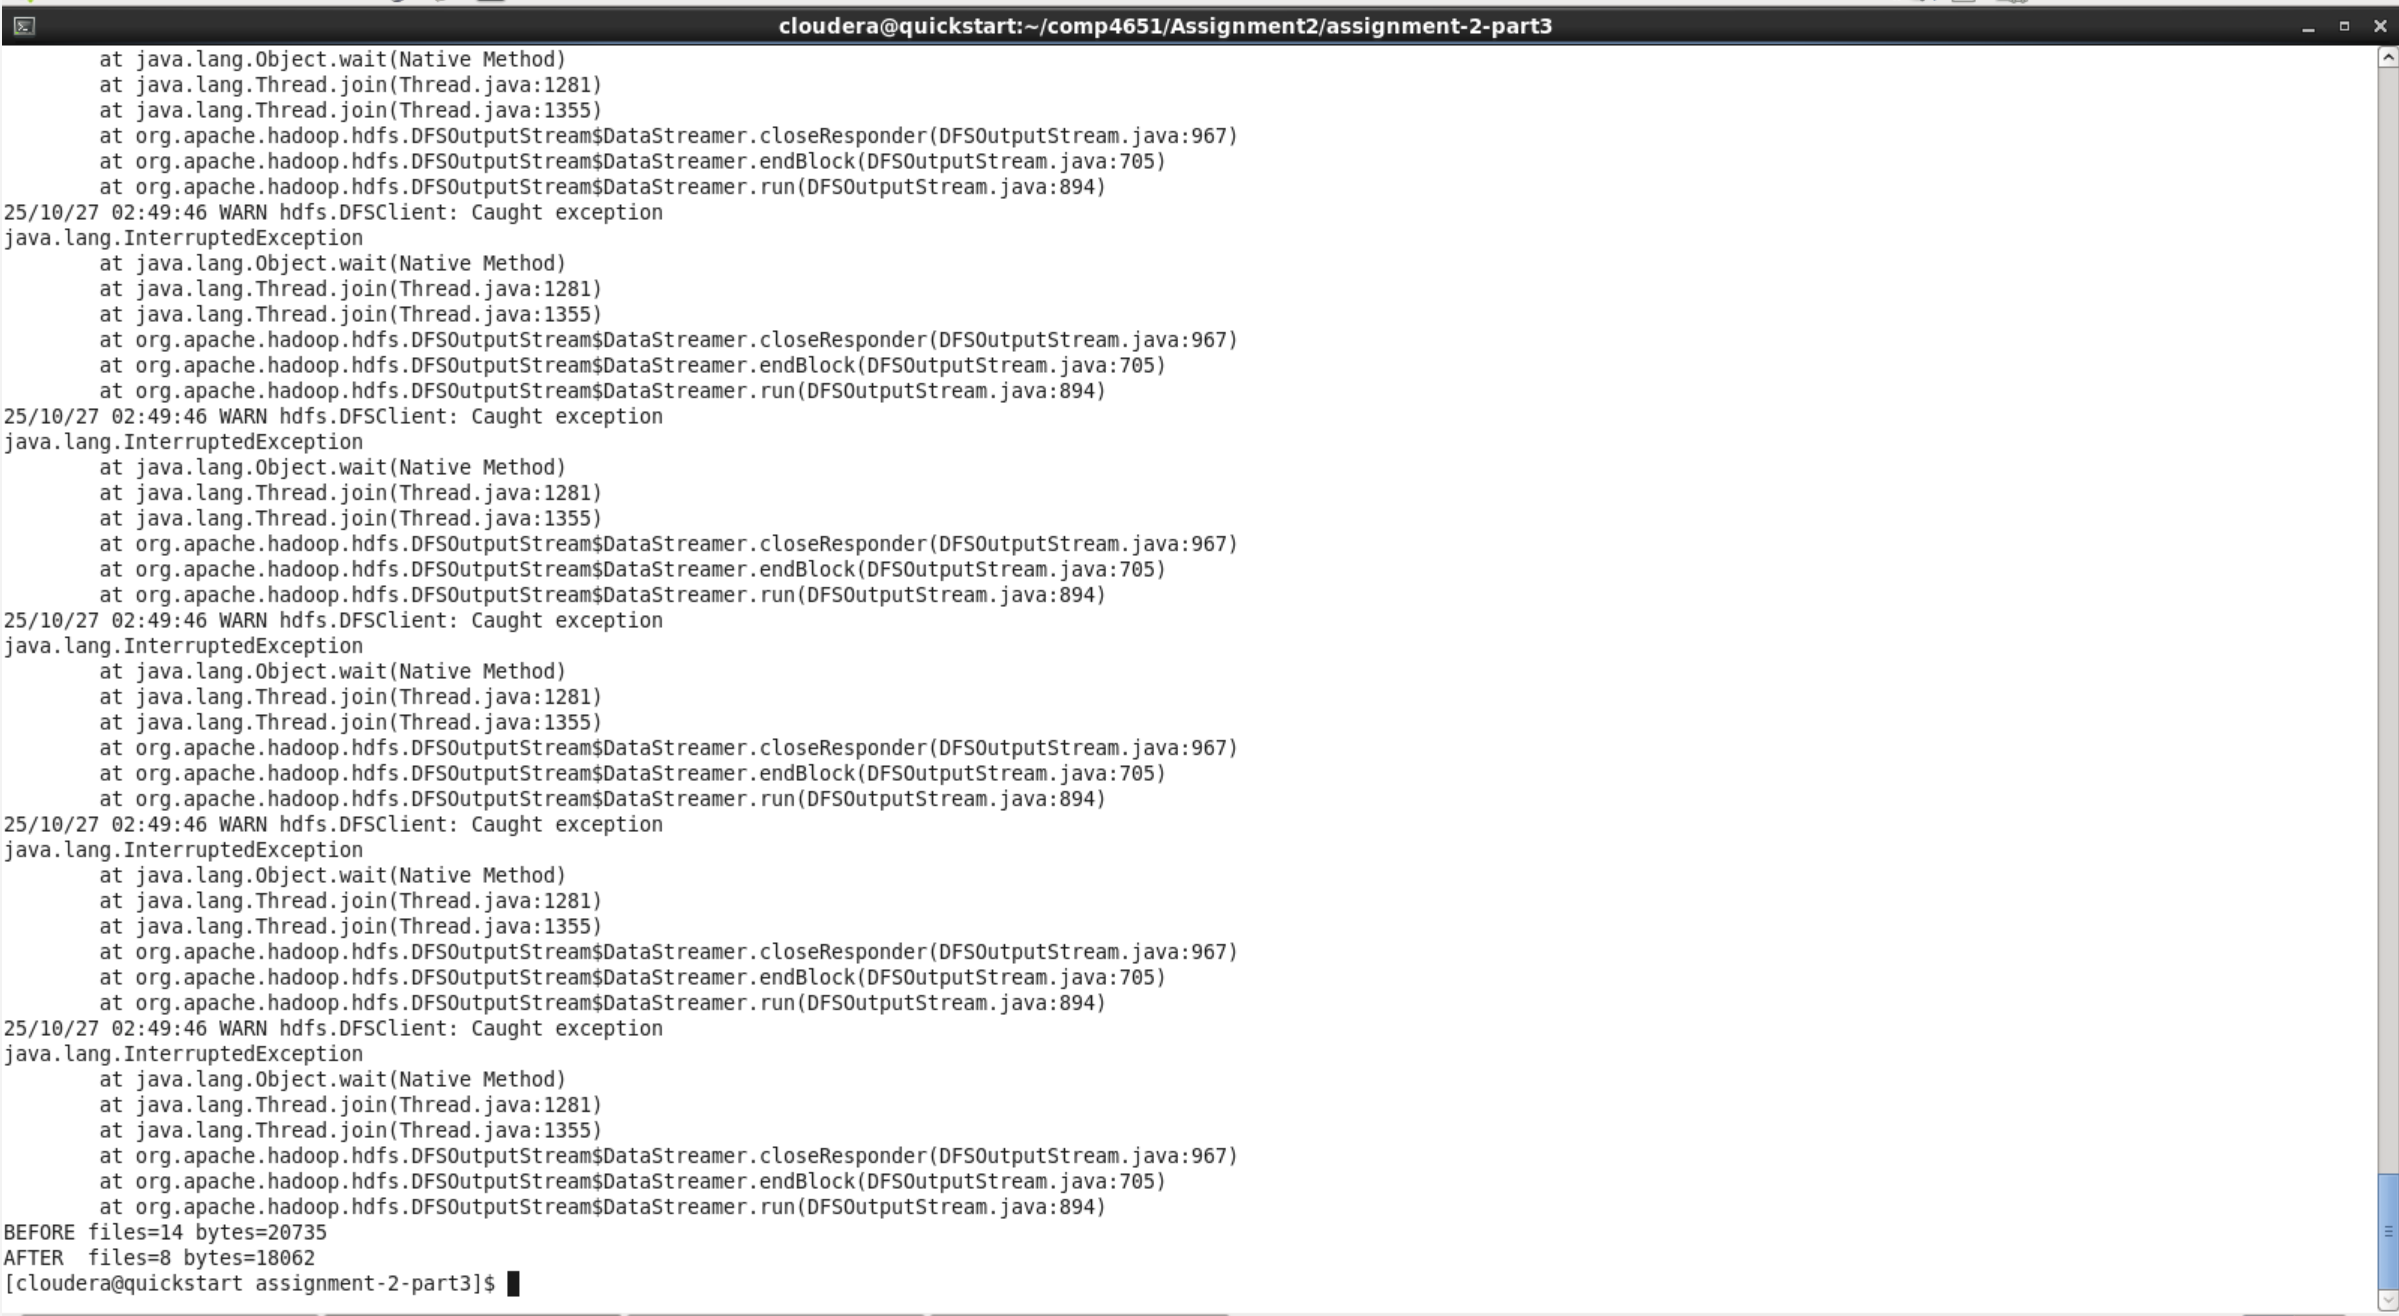 cloudera@quickstart:~/comp4651/Assignment2/assignment-2-part3
        at java.lang.Object.wait(Native Method)
        at java.lang.Thread.join(Thread.java:1281)
        at java.lang.Thread.join(Thread.java:1355)
        at org.apache.hadoop.hdfs.DFSOutputStream$DataStreamer.closeResponder(DFSOutputStream.java:967)
        at org.apache.hadoop.hdfs.DFSOutputStream$DataStreamer.endBlock(DFSOutputStream.java:705)
        at org.apache.hadoop.hdfs.DFSOutputStream$DataStreamer.run(DFSOutputStream.java:894)
25/10/27 02:49:46 WARN hdfs.DFSClient: Caught exception
java.lang.InterruptedException
        at java.lang.Object.wait(Native Method)
        at java.lang.Thread.join(Thread.java:1281)
        at java.lang.Thread.join(Thread.java:1355)
        at org.apache.hadoop.hdfs.DFSOutputStream$DataStreamer.closeResponder(DFSOutputStream.java:967)
        at org.apache.hadoop.hdfs.DFSOutputStream$DataStreamer.endBlock(DFSOutputStream.java:705)
        at org.apache.hadoop.hdfs.DFSOutputStream$DataStreamer.run(DFSOutputStream.java:894)
25/10/27 02:49:46 WARN hdfs.DFSClient: Caught exception
java.lang.InterruptedException
        at java.lang.Object.wait(Native Method)
        at java.lang.Thread.join(Thread.java:1281)
        at java.lang.Thread.join(Thread.java:1355)
        at org.apache.hadoop.hdfs.DFSOutputStream$DataStreamer.closeResponder(DFSOutputStream.java:967)
        at org.apache.hadoop.hdfs.DFSOutputStream$DataStreamer.endBlock(DFSOutputStream.java:705)
        at org.apache.hadoop.hdfs.DFSOutputStream$DataStreamer.run(DFSOutputStream.java:894)
25/10/27 02:49:46 WARN hdfs.DFSClient: Caught exception
java.lang.InterruptedException
        at java.lang.Object.wait(Native Method)
        at java.lang.Thread.join(Thread.java:1281)
        at java.lang.Thread.join(Thread.java:1355)
        at org.apache.hadoop.hdfs.DFSOutputStream$DataStreamer.closeResponder(DFSOutputStream.java:967)
        at org.apache.hadoop.hdfs.DFSOutputStream$DataStreamer.endBlock(DFSOutputStream.java:705)
        at org.apache.hadoop.hdfs.DFSOutputStream$DataStreamer.run(DFSOutputStream.java:894)
25/10/27 02:49:46 WARN hdfs.DFSClient: Caught exception
java.lang.InterruptedException
        at java.lang.Object.wait(Native Method)
        at java.lang.Thread.join(Thread.java:1281)
        at java.lang.Thread.join(Thread.java:1355)
        at org.apache.hadoop.hdfs.DFSOutputStream$DataStreamer.closeResponder(DFSOutputStream.java:967)
        at org.apache.hadoop.hdfs.DFSOutputStream$DataStreamer.endBlock(DFSOutputStream.java:705)
        at org.apache.hadoop.hdfs.DFSOutputStream$DataStreamer.run(DFSOutputStream.java:894)
25/10/27 02:49:46 WARN hdfs.DFSClient: Caught exception
java.lang.InterruptedException
        at java.lang.Object.wait(Native Method)
        at java.lang.Thread.join(Thread.java:1281)
        at java.lang.Thread.join(Thread.java:1355)
        at org.apache.hadoop.hdfs.DFSOutputStream$DataStreamer.closeResponder(DFSOutputStream.java:967)
        at org.apache.hadoop.hdfs.DFSOutputStream$DataStreamer.endBlock(DFSOutputStream.java:705)
        at org.apache.hadoop.hdfs.DFSOutputStream$DataStreamer.run(DFSOutputStream.java:894)
BEFORE files=14 bytes=20735
AFTER  files=8 bytes=18062
[cloudera@quickstart assignment-2-part3]$